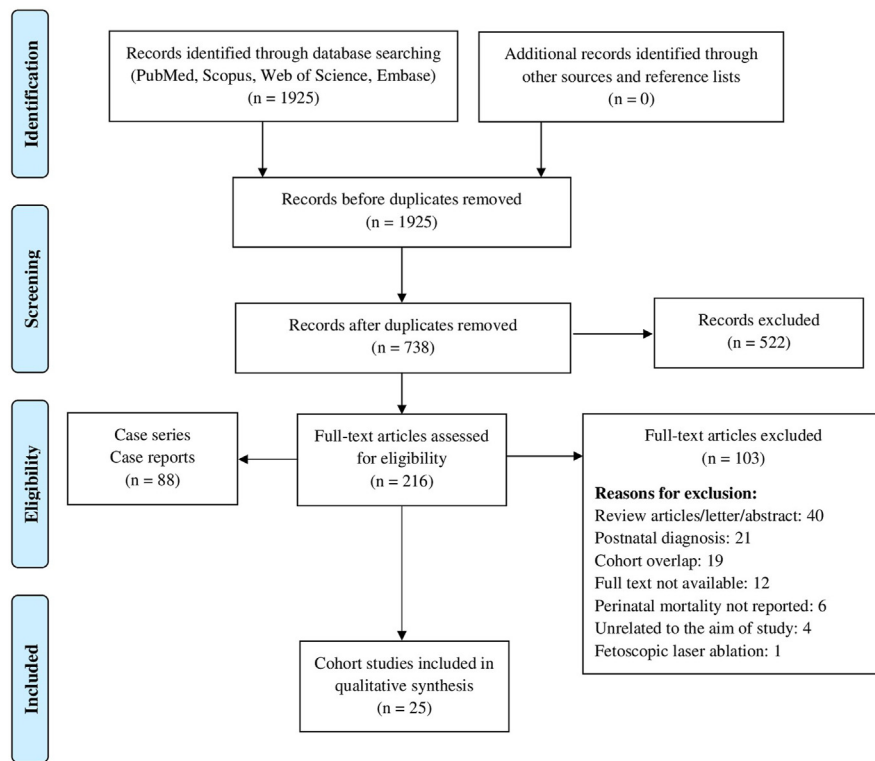 Identification
Records identified through database searching
(PubMed, Scopus, Web of Science, Embase)
(n = 1925)
Additional records identified through
other sources and reference lists
(n = 0)
Records before duplicates removed
(n = 1925)
Screening
Records after duplicates removed
(n = 738)
Records excluded
(n = 522)
Eligibility
Case series
Case reports
(n = 88)
Full-text articles assessed
for eligibility
(n = 216)
Full-text articles excluded
(n = 103)
Reasons for exclusion:
Review articles/letter/abstract: 40
Postnatal diagnosis: 21
Cohort overlap: 19
Full text not available: 12
Perinatal mortality not reported: 6
Unrelated to the aim of study: 4
Fetoscopic laser ablation: 1
Included
Cohort studies included in
qualitative synthesis
(n = 25)